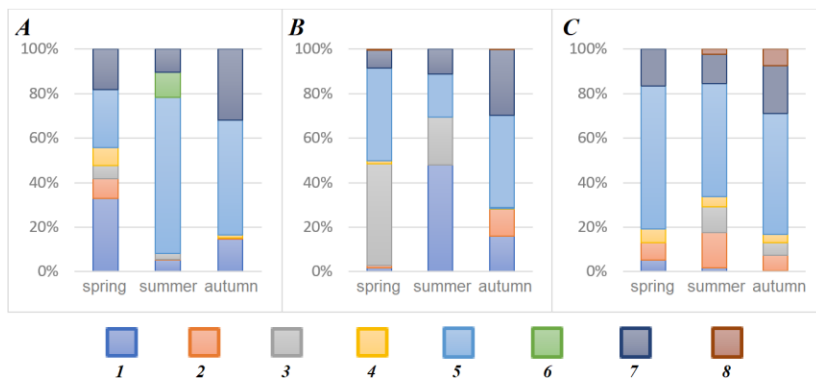 A B C
100% 100% 100%
80% 80% 80%
60% 60% 60%
40% 40% 40%
20% 20% 20%
0% 0% 0%
spring summer autumn spring summer autumn spring summer autumn
1 2 3 4 5 6 7 8